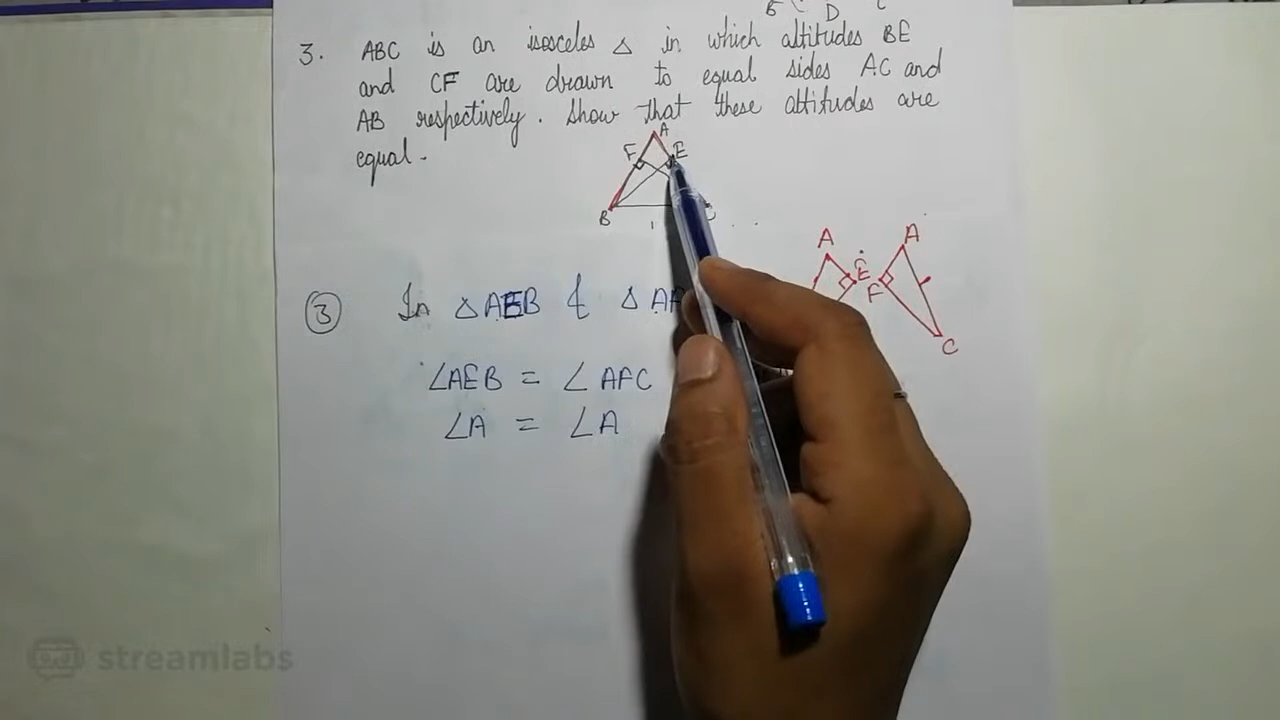 B D C
3. ABC is an isosceles △ in which altitudes BE
and CF are drawn to equal sides AC and
AB respectively. Show that these altitudes are
equal.
A
F E
B
A A
E F
C
③ In △AEB & △AF
∠AEB = ∠AFC
∠A = ∠A
streamlabs